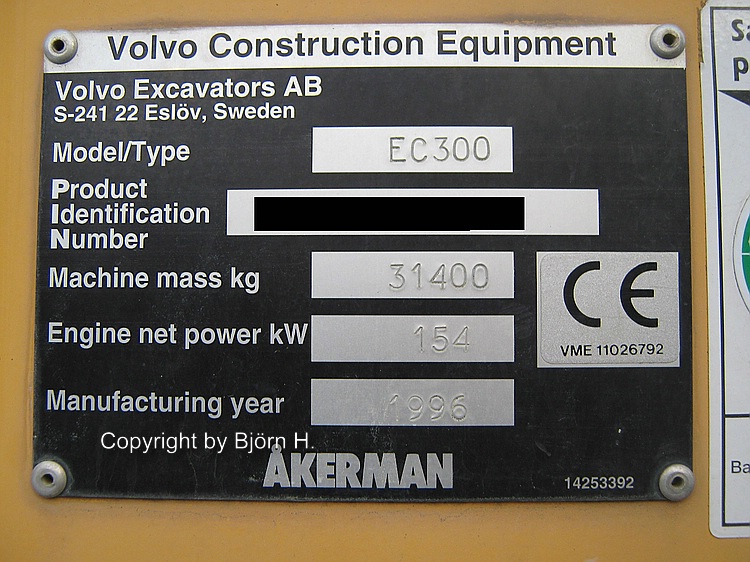 Volvo Construction Equipment
Volvo Excavators AB
S-241 22 Eslöv, Sweden
Model/Type EC300
Product
Identification
Number
Machine mass kg 31400
Engine net power kW 154
CE
VME 11026792
Manufacturing year 1996
Copyright by Björn H.
ÅKERMAN
14253392